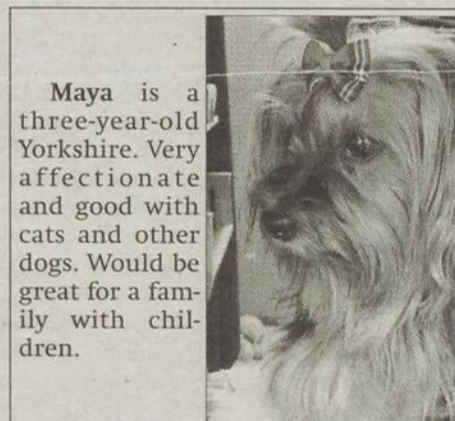 Maya is a
three-year-old
Yorkshire. Very
affectionate
and good with
cats and other
dogs. Would be
great for a fam-
ily with chil-
dren.